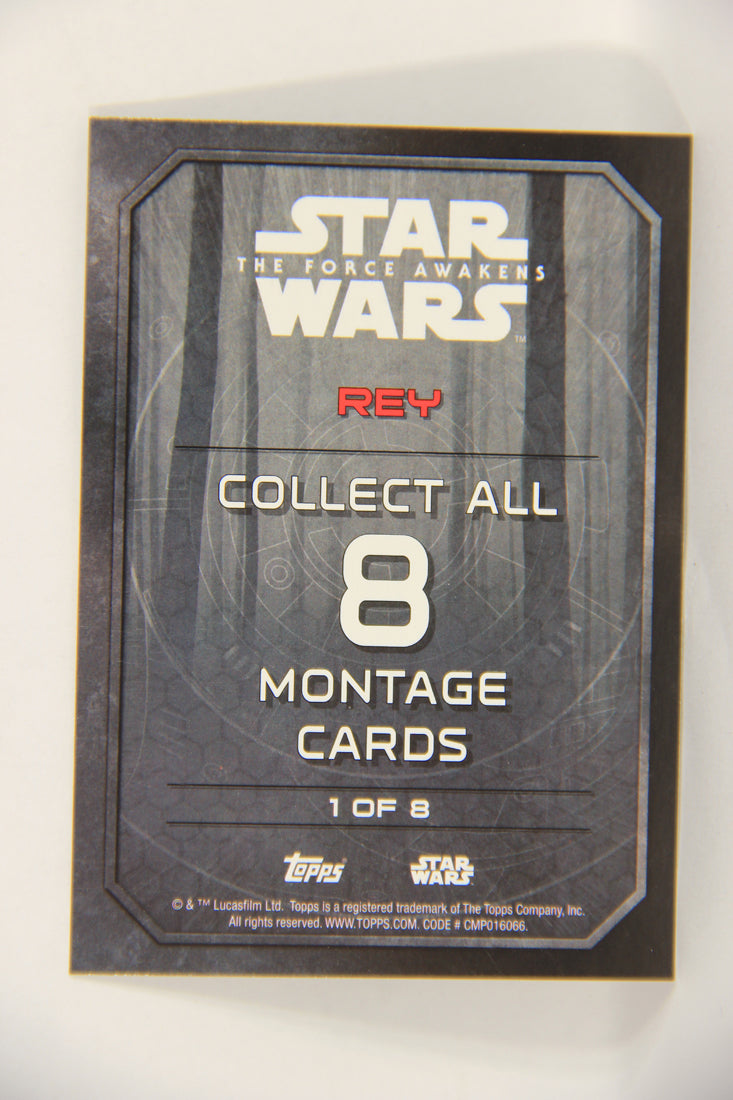 STAR
THE FORCE AWAKENS
WARS™
REY
COLLECT ALL
8
MONTAGE
CARDS
1 OF 8
topps® STAR WARS
© & ™ Lucasfilm Ltd. Topps is a registered trademark of The Topps Company, Inc.
All rights reserved. WWW.TOPPS.COM. CODE # CMP016066.